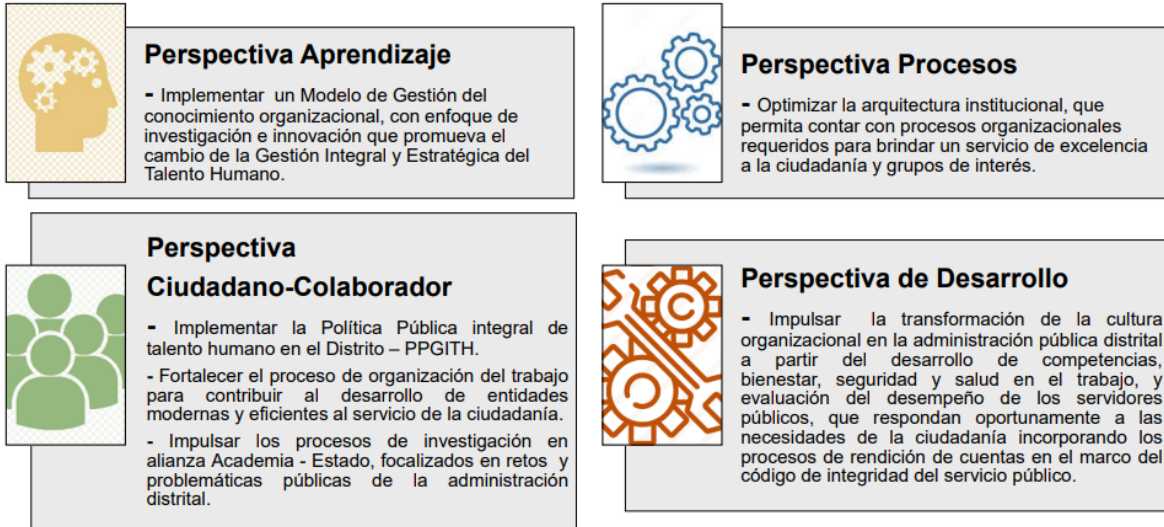 Perspectiva Aprendizaje
- Implementar un Modelo de Gestión del
conocimiento organizacional, con enfoque de
investigación e innovación que promueva el
cambio de la Gestión Integral y Estratégica del
Talento Humano.
Perspectiva Procesos
- Optimizar la arquitectura institucional, que
permita contar con procesos organizacionales
requeridos para brindar un servicio de excelencia
a la ciudadanía y grupos de interés.
Perspectiva
Ciudadano-Colaborador
- Implementar la Política Pública integral de
talento humano en el Distrito – PPGITH.
- Fortalecer el proceso de organización del trabajo
para contribuir al desarrollo de entidades
modernas y eficientes al servicio de la ciudadanía.
- Impulsar los procesos de investigación en
alianza Academia - Estado, focalizados en retos y
problemáticas públicas de la administración
distrital.
Perspectiva de Desarrollo
- Impulsar la transformación de la cultura
organizacional en la administración pública distrital
a partir del desarrollo de competencias,
bienestar, seguridad y salud en el trabajo, y
evaluación del desempeño de los servidores
públicos, que respondan oportunamente a las
necesidades de la ciudadanía incorporando los
procesos de rendición de cuentas en el marco del
código de integridad del servicio público.